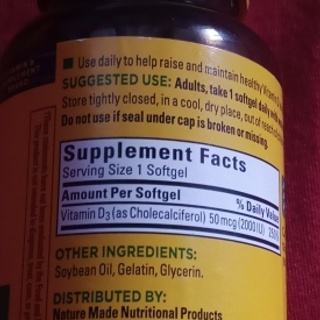 Use daily to help raise and maintain healthy Vitamin D
SUGGESTED USE: Adults, take 1 softgel daily
Store tightly closed, in a cool, dry place, out of reach of
Do not use if seal under cap is broken or missing.
Supplement Facts
Serving Size 1 Softgel
Amount Per Softgel % Daily Value
Vitamin D3 (as Cholecalciferol) 50 mcg (2000 IU) 250%
OTHER INGREDIENTS:
Soybean Oil, Gelatin, Glycerin.
DISTRIBUTED BY:
Nature Made Nutritional Products